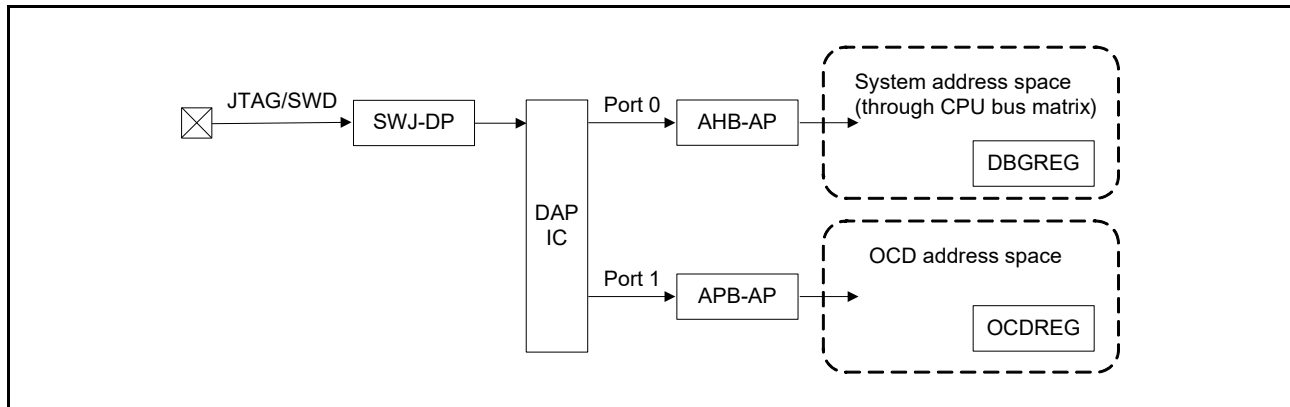 JTAG/SWD
SWJ-DP
DAP
IC
Port 0
AHB-AP
System address space
(through CPU bus matrix)
DBGREG
Port 1
APB-AP
OCD address space
OCDREG